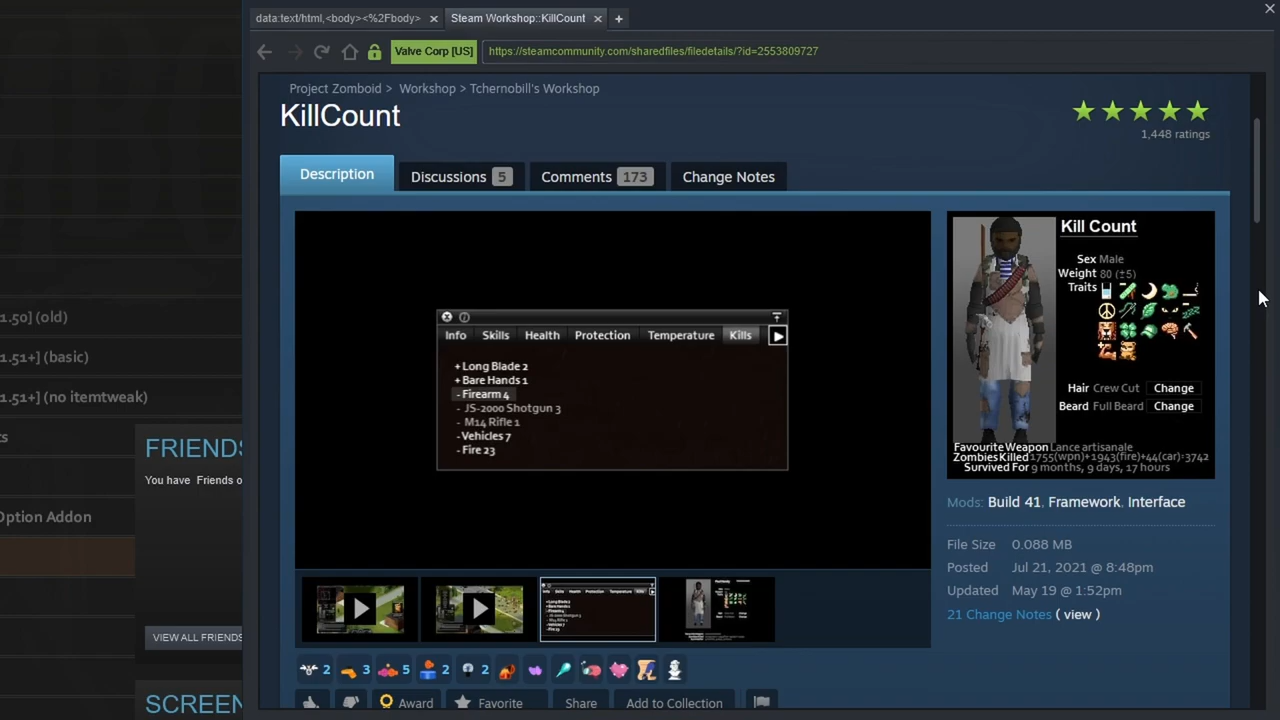 data:text/html,<body><%2Fbody>
Steam Workshop::KillCount
Valve Corp [US]
https://steamcommunity.com/sharedfiles/filedetails/?id=2553809727
Project Zomboid > Workshop > Tchernobill's Workshop
KillCount
1,448 ratings
Description
Discussions 5
Comments 173
Change Notes
Info Skills Health Protection Temperature Kills
+ Long Blade 2
+ Bare Hands 1
- Firearm 4
- JS-2000 Shotgun 3
- M14 Rifle 1
- Vehicles 7
- Fire 23
Kill Count
Sex Male
Weight 80 (±5)
Traits
Hair Crew Cut Change
Beard Full Beard Change
Favourite Weapon Lance artisanale
Zombies Killed 1755(wpn)+1943(fire)+44(car)=3742
Survived For 9 months, 9 days, 17 hours
Mods: Build 41, Framework, Interface
File Size 0.088 MB
Posted Jul 21, 2021 @ 8:48pm
Updated May 19 @ 1:52pm
21 Change Notes ( view )
2 3 5 2 2
Award
Favorite
Share
Add to Collection
1.50] (old)
1.51+] (basic)
1.51+] (no itemtweak)
ts
Option Addon
FRIENDS
You have Friends o
VIEW ALL FRIENDS
SCREEN